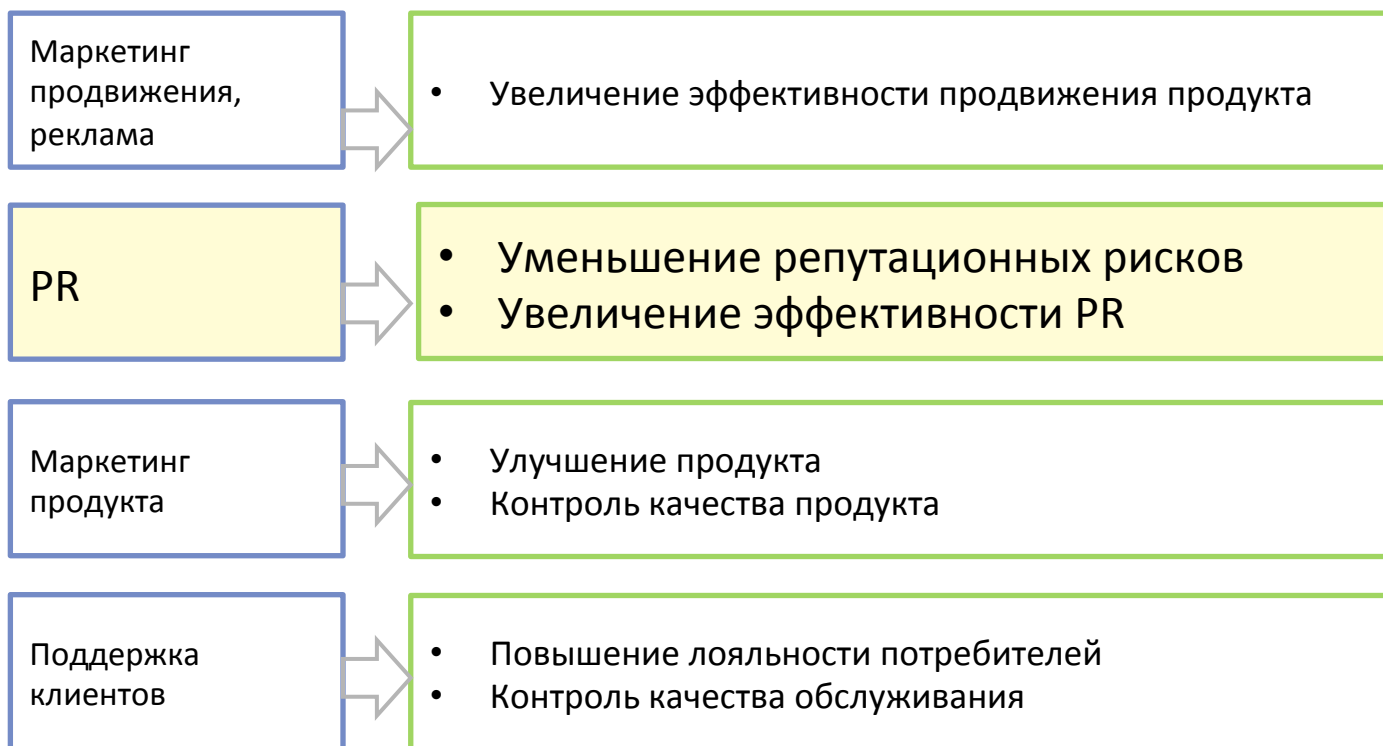 Маркетинг
продвижения,
реклама
• Увеличение эффективности продвижения продукта
PR
• Уменьшение репутационных рисков
• Увеличение эффективности PR
Маркетинг
продукта
• Улучшение продукта
• Контроль качества продукта
Поддержка
клиентов
• Повышение лояльности потребителей
• Контроль качества обслуживания